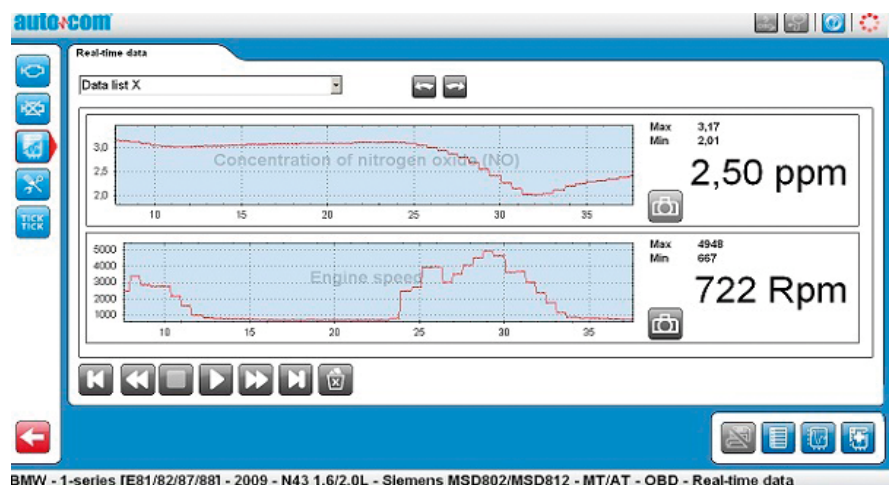 auto·com
Real-time data
Data list X
3,0
2,5
2,0
Concentration of nitrogen oxide (NO)
10 15 20 25 30 35
Max 3,17
Min 2,01
2,50 ppm
5000
4000
3000
2000
1000
Engine speed
10 15 20 25 30 35
Max 4948
Min 667
722 Rpm
TICK
TICK
BMW - 1-series [E81/82/87/88] - 2009 - N43 1.6/2.0L - Siemens MSD802/MSD812 - MT/AT - OBD - Real-time data